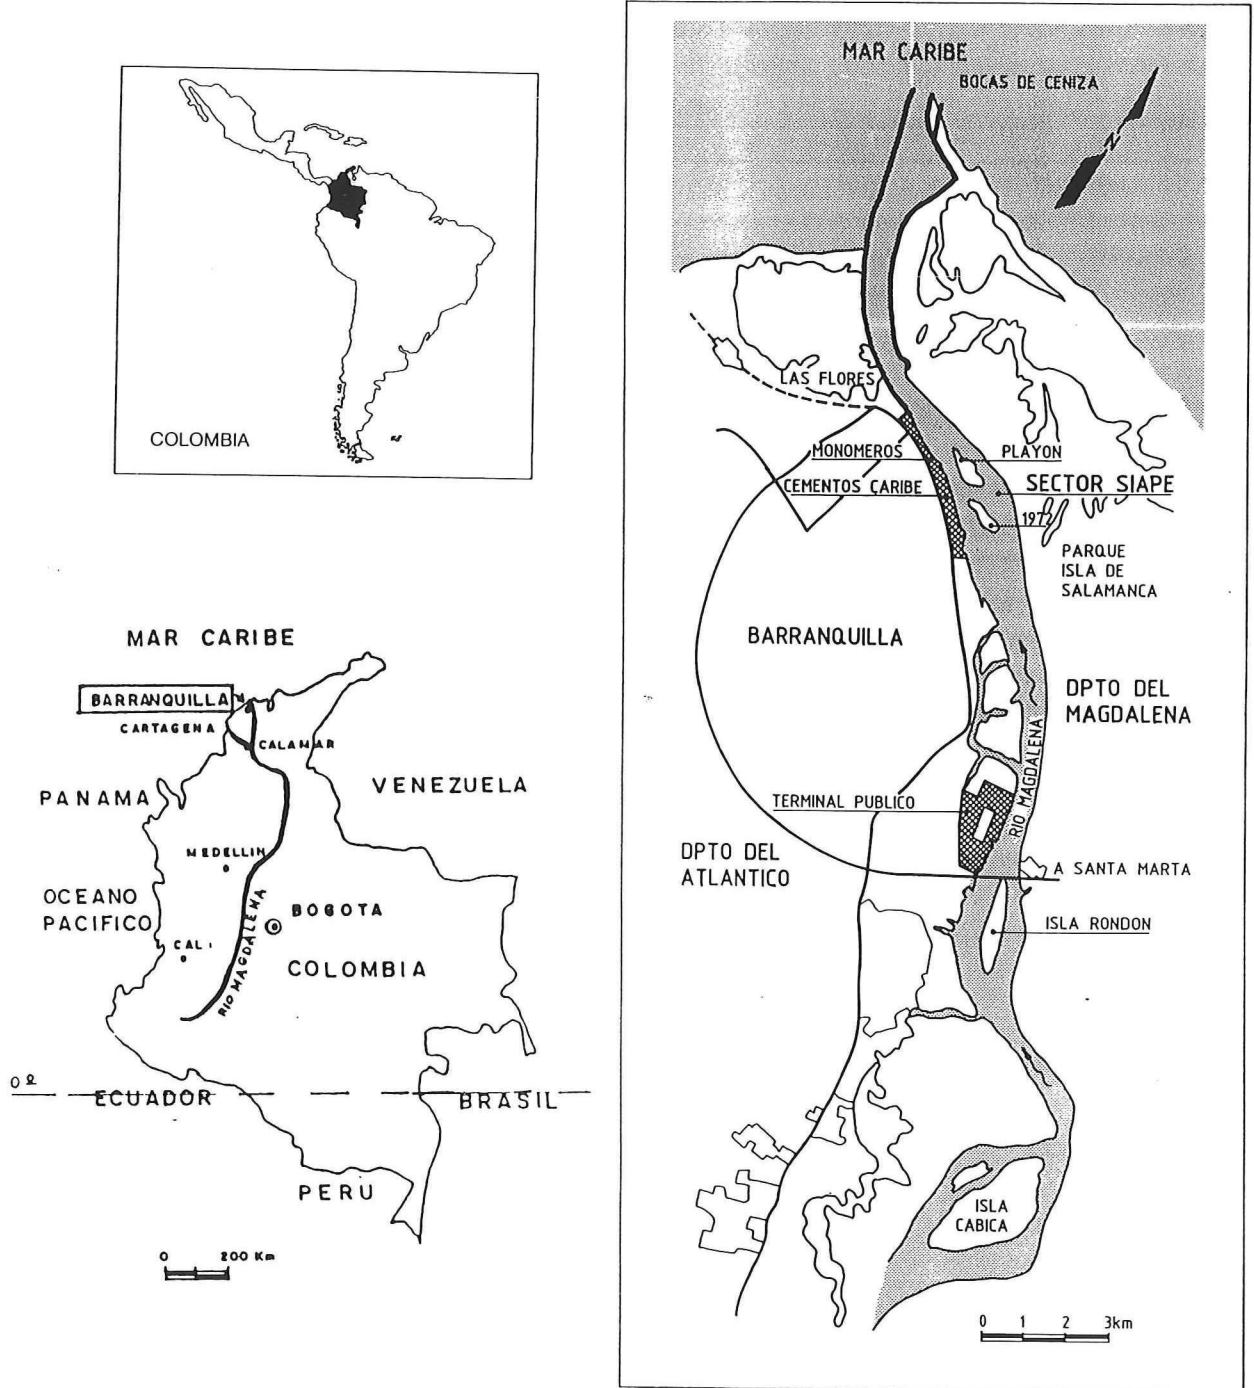 COLOMBIA
MAR CARIBE
BARRANQUILLA
CARTAGENA
CALAMAR
PANAMA
VENEZUELA
MEDELLIN
OCEANO
PACIFICO
BOGOTA
CALI
RIO MAGDALENA
COLOMBIA
0º
ECUADOR
BRASIL
PERU
0 200 Km
MAR CARIBE
BOCAS DE CENIZA
N
LAS FLORES
MONOMEROS
PLAYON
CEMENTOS CARIBE
SECTOR SIAPE
1972
PARQUE
ISLA DE
SALAMANCA
BARRANQUILLA
DPTO DEL
MAGDALENA
RIO MAGDALENA
TERMINAL PUBLICO
DPTO DEL
ATLANTICO
A SANTA MARTA
ISLA RONDON
ISLA
CABICA
0 1 2 3km